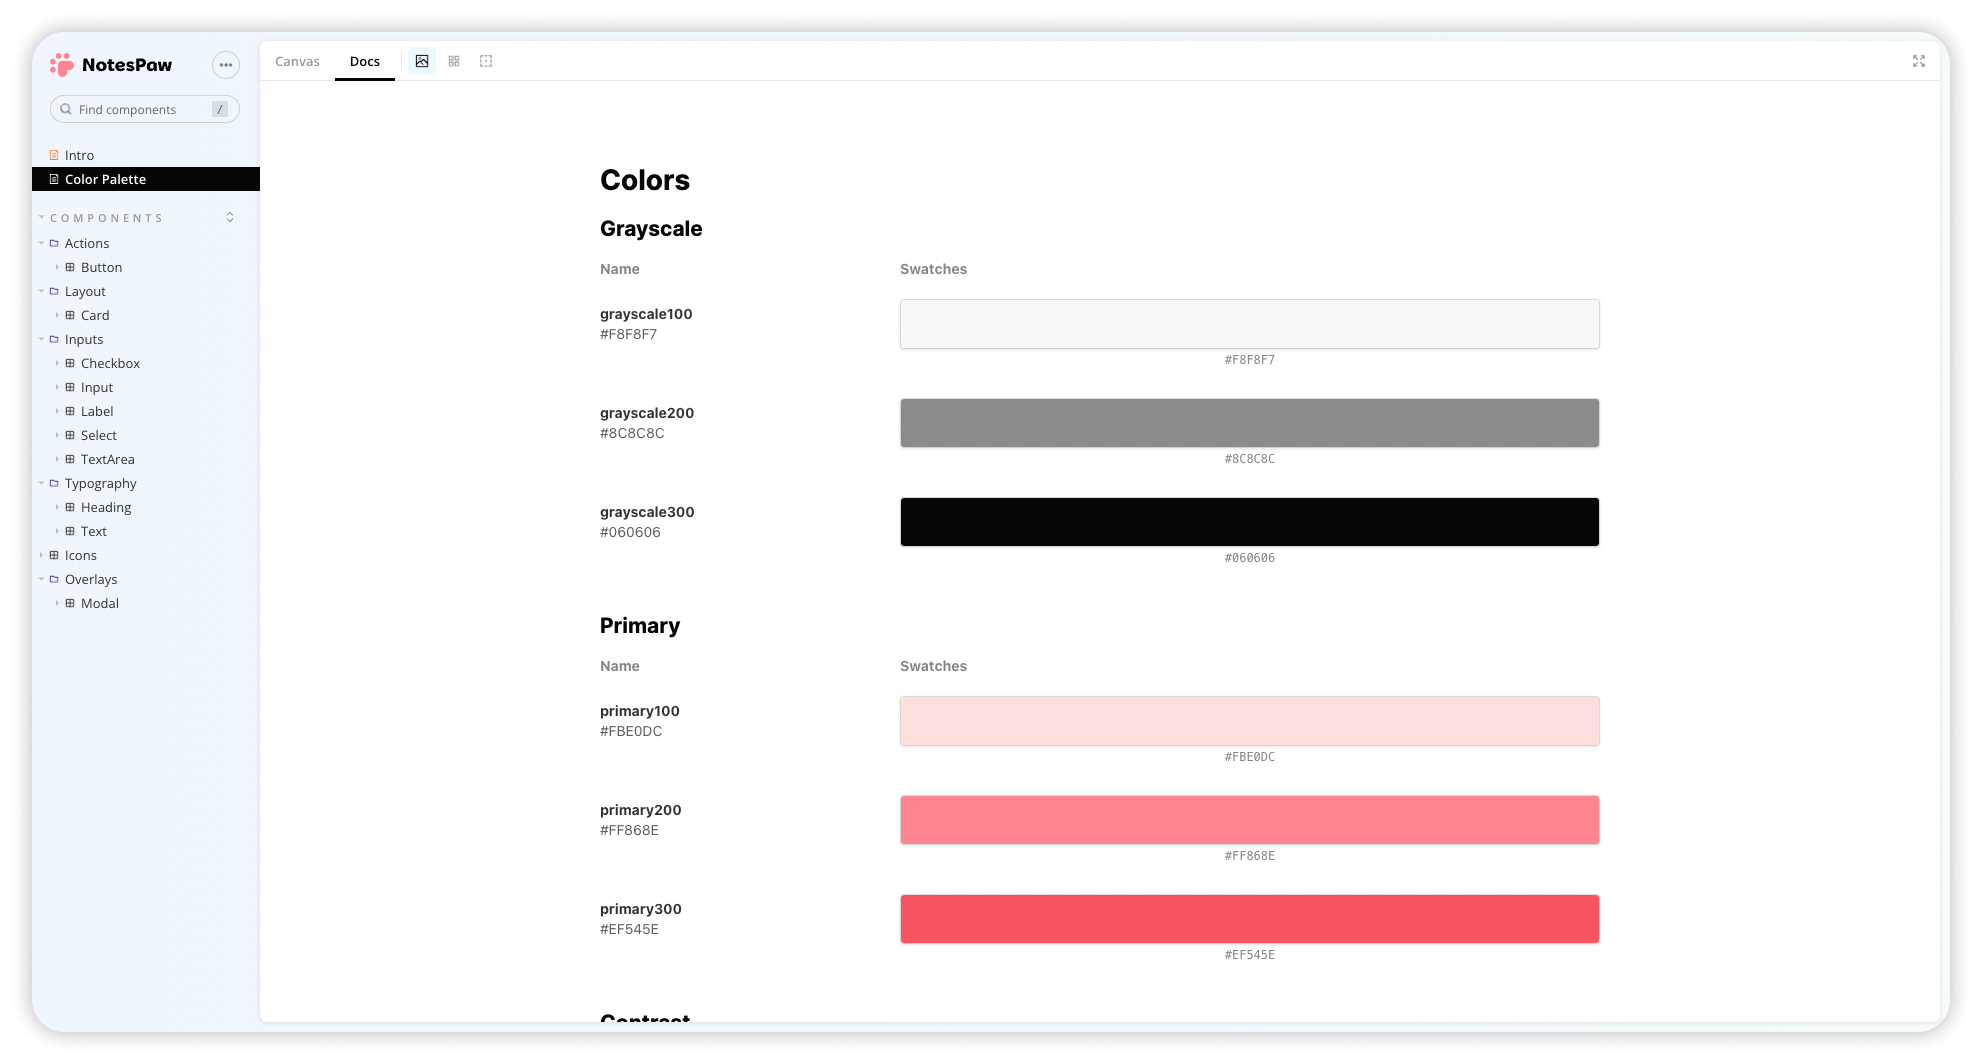 NotesPaw
Find components /
Intro
Color Palette
COMPONENTS
Actions
Button
Layout
Card
Inputs
Checkbox
Input
Label
Select
TextArea
Typography
Heading
Text
Icons
Overlays
Modal
Canvas Docs
Colors
Grayscale
Name Swatches
grayscale100
#F8F8F7
#F8F8F7
grayscale200
#8C8C8C
#8C8C8C
grayscale300
#060606
#060606
Primary
Name Swatches
primary100
#FBE0DC
#FBE0DC
primary200
#FF868E
#FF868E
primary300
#EF545E
#EF545E
Contrast